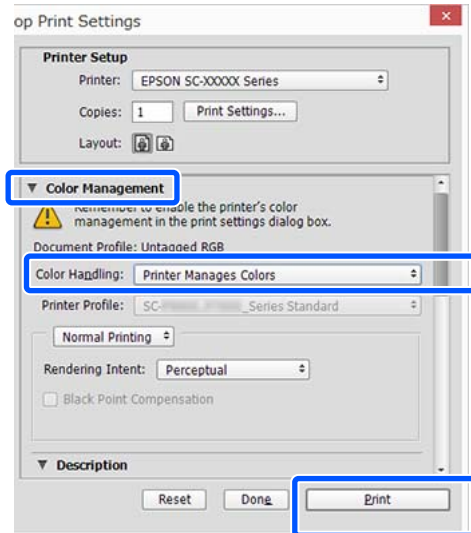 op Print Settings
Printer Setup
Printer: EPSON SC-XXXXX Series
Copies: 1 Print Settings...
Layout:
Color Management
Remember to enable the printer's color
management in the print settings dialog box.
Document Profile: Untagged RGB
Color Handling: Printer Manages Colors
Printer Profile: SC- _Series Standard
Normal Printing
Rendering Intent: Perceptual
Black Point Compensation
Description
Reset Done Print